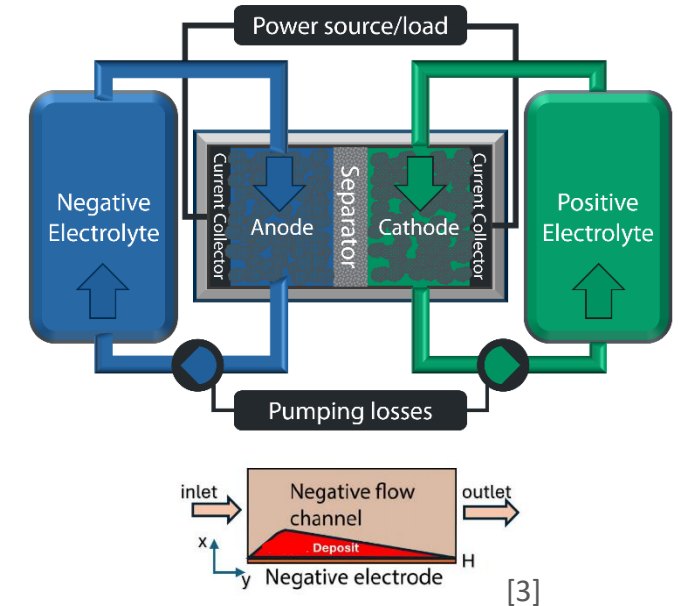 Power source/load
Negative
Electrolyte
Current Collector
Anode
Separator
Cathode
Current Collector
Positive
Electrolyte
Pumping losses
inlet
Negative flow
channel
outlet
Deposit
x
y
H
Negative electrode
[3]